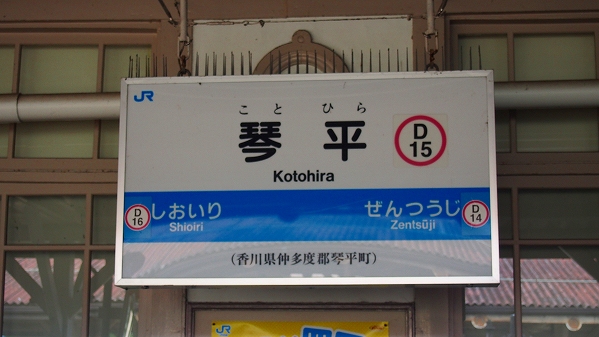 JR
ことひら
琴平
D
15
Kotohira
D
16
しおいり
Shioiri
ぜんつうじ
Zentsūji
D
14
(香川県仲多度郡琴平町)
JR